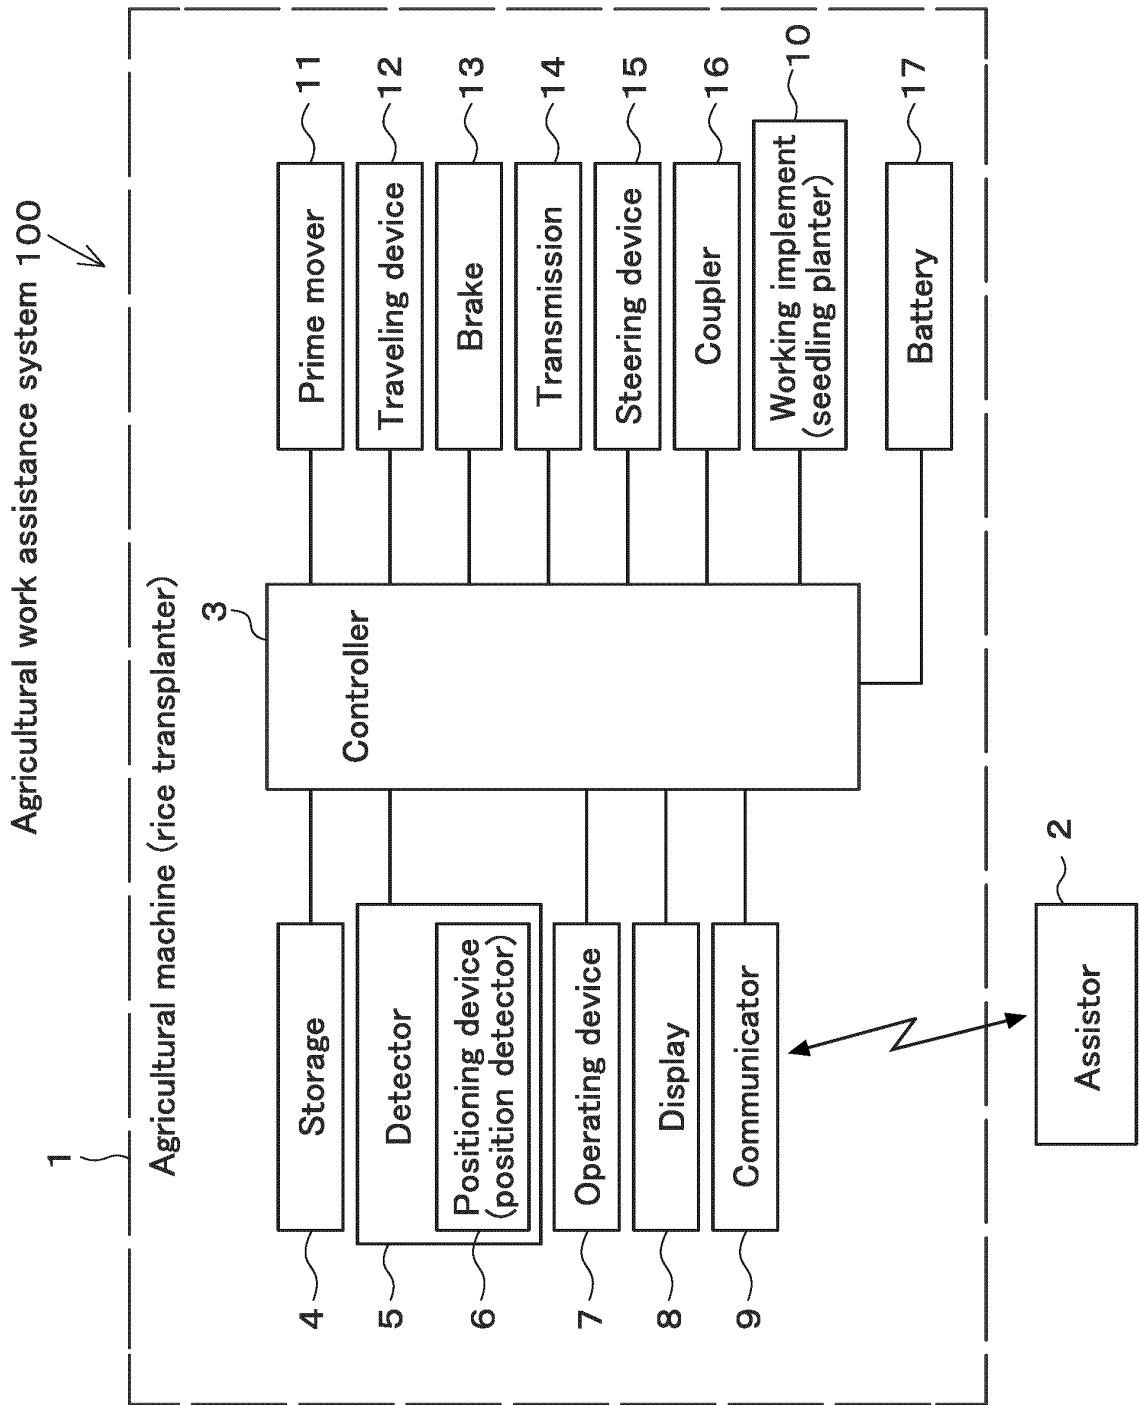 Agricultural work assistance system 100
1
Agricultural machine (rice transplanter)
3
Controller
4
Storage
5
Detector
6
Positioning device
(position detector)
7
Operating device
8
Display
9
Communicator
Prime mover
11
Traveling device
12
Brake
13
Transmission
14
Steering device
15
Coupler
16
Working implement
(seedling planter)
10
Battery
17
Assistor
2